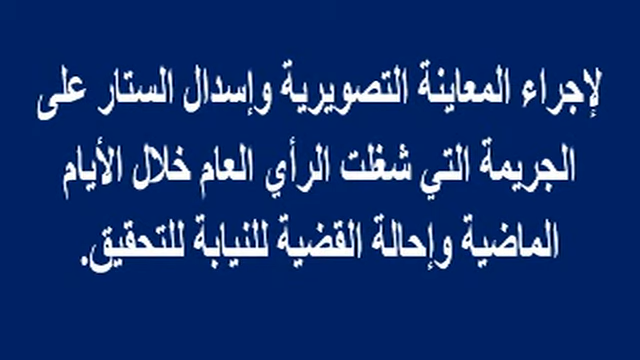 لإجراء المعاينة التصويرية وإسدال الستار على
الجريمة التي شغلت الرأي العام خلال الأيام
الماضية وإحالة القضية للنيابة للتحقيق.